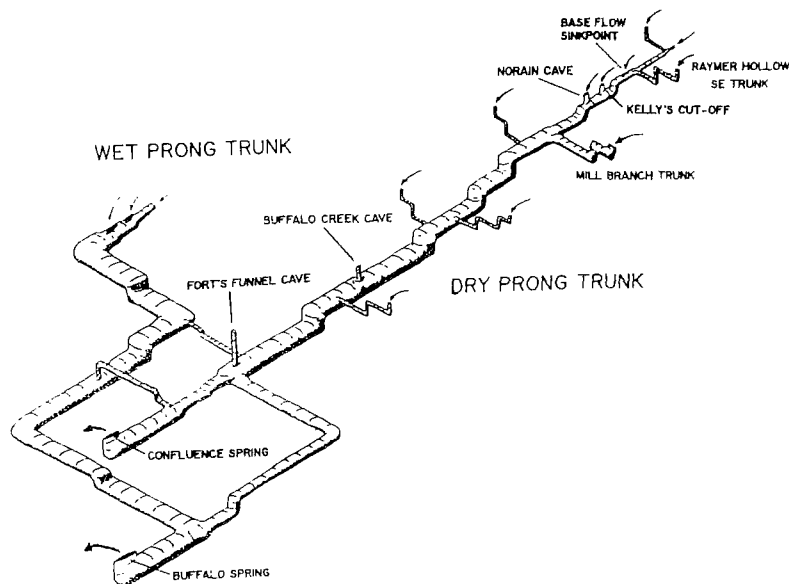 BASE FLOW
SINKPOINT
NORAIN CAVE
RAYMER HOLLOW
SE TRUNK
KELLY'S CUT-OFF
WET PRONG TRUNK
MILL BRANCH TRUNK
BUFFALO CREEK CAVE
FORT'S FUNNEL CAVE
DRY PRONG TRUNK
CONFLUENCE SPRING
BUFFALO SPRING